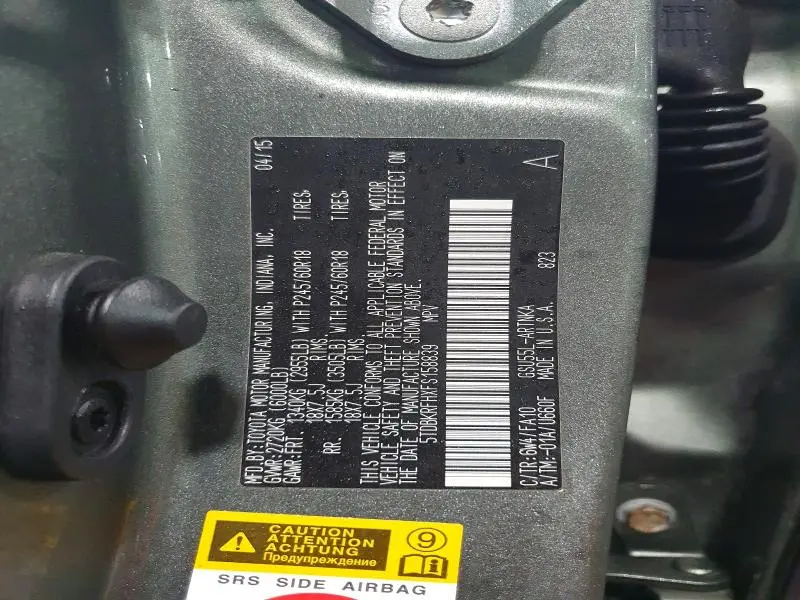 MFD.BY:TOYOTA MOTOR MANUFACTURING, INDIANA, INC. 04/15
GVWR:2720KG (6000LB)
GAWR:FRT. 1340KG (2955LB) WITH P245/60R18 TIRES.
18X7.5J RIMS.
RR. 1585KG (3505LB) WITH P245/60R18 TIRES.
18X7.5J RIMS.
THIS VEHICLE CONFORMS TO ALL APPLICABLE FEDERAL MOTOR
VEHICLE SAFETY AND THEFT PREVENTION STANDARDS IN EFFECT ON
THE DATE OF MANUFACTURE SHOWN ABOVE.
5TDBKRFHXFS158839 MPV
C/TR:6W4 FA10 GSU55L-ARTNKA A
A/TM:-01A/U660F MADE IN U.S.A. 823
CAUTION
ATTENTION
ACHTUNG
Предупреждение
9
i
SRS SIDE AIRBAG